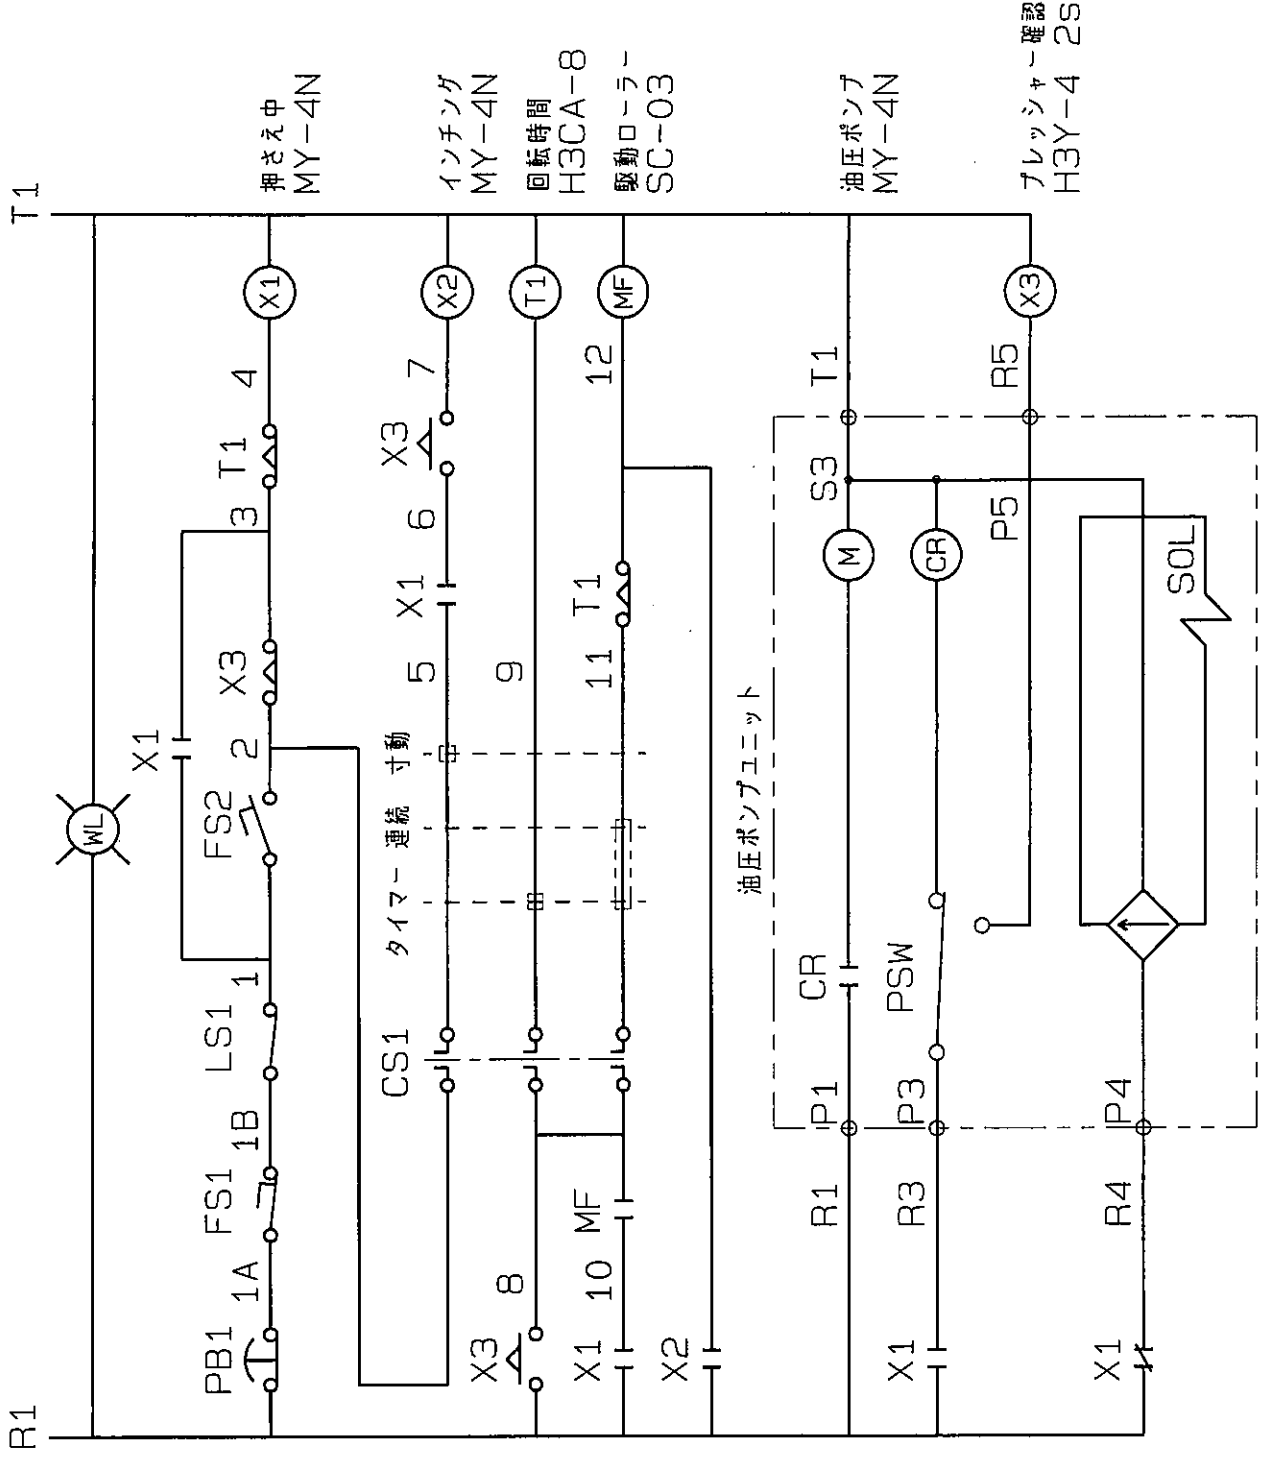 R1
T1
WL
PB1
1A
FS1
1B
LS1
1
FS2
2
X3
3
T1
4
X1
押さえ中
MY-4N
X1
CS1
タイマー 連続 寸動
5
X1
6
X3
7
X2
インチング
MY-4N
X3
8
9
T1
回転時間
H3CA-8
X1
10
MF
11
T1
12
MF
駆動ローラー
SC-03
X2
油圧ポンプユニット
R1
P1
CR
M
S3
T1
油圧ポンプ
MY-4N
X1
R3
P3
PSW
CR
P5
R5
X3
プレッシャー確認
H3Y-4 2s
X1
R4
P4
SOL